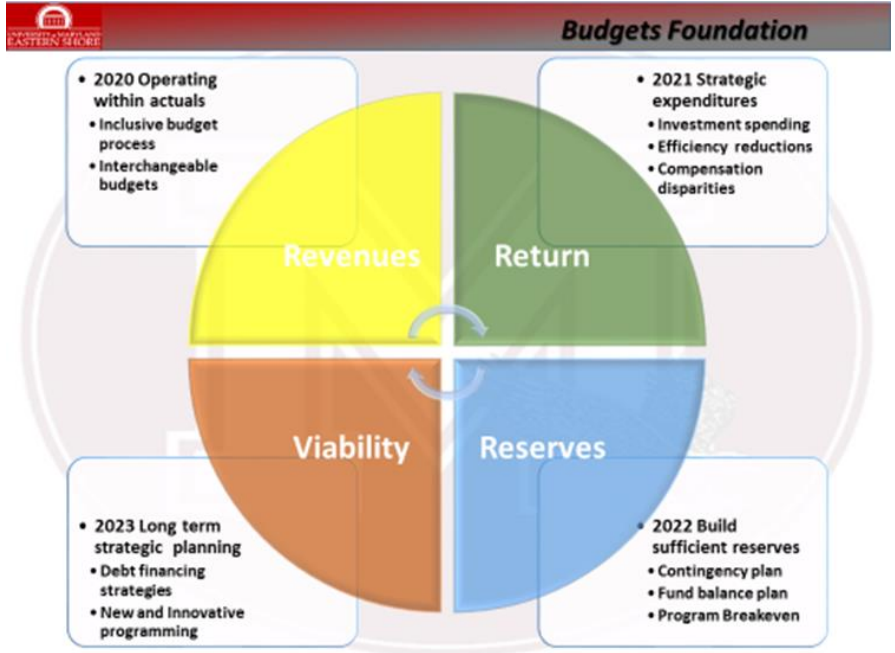 UNIVERSITY of MARYLAND
EASTERN SHORE
Budgets Foundation
• 2020 Operating
within actuals
• Inclusive budget
process
• Interchangeable
budgets
• 2021 Strategic
expenditures
• Investment spending
• Efficiency reductions
• Compensation
disparities
Revenues
Return
Viability
Reserves
• 2023 Long term
strategic planning
• Debt financing
strategies
• New and Innovative
programming
• 2022 Build
sufficient reserves
• Contingency plan
• Fund balance plan
• Program Breakeven